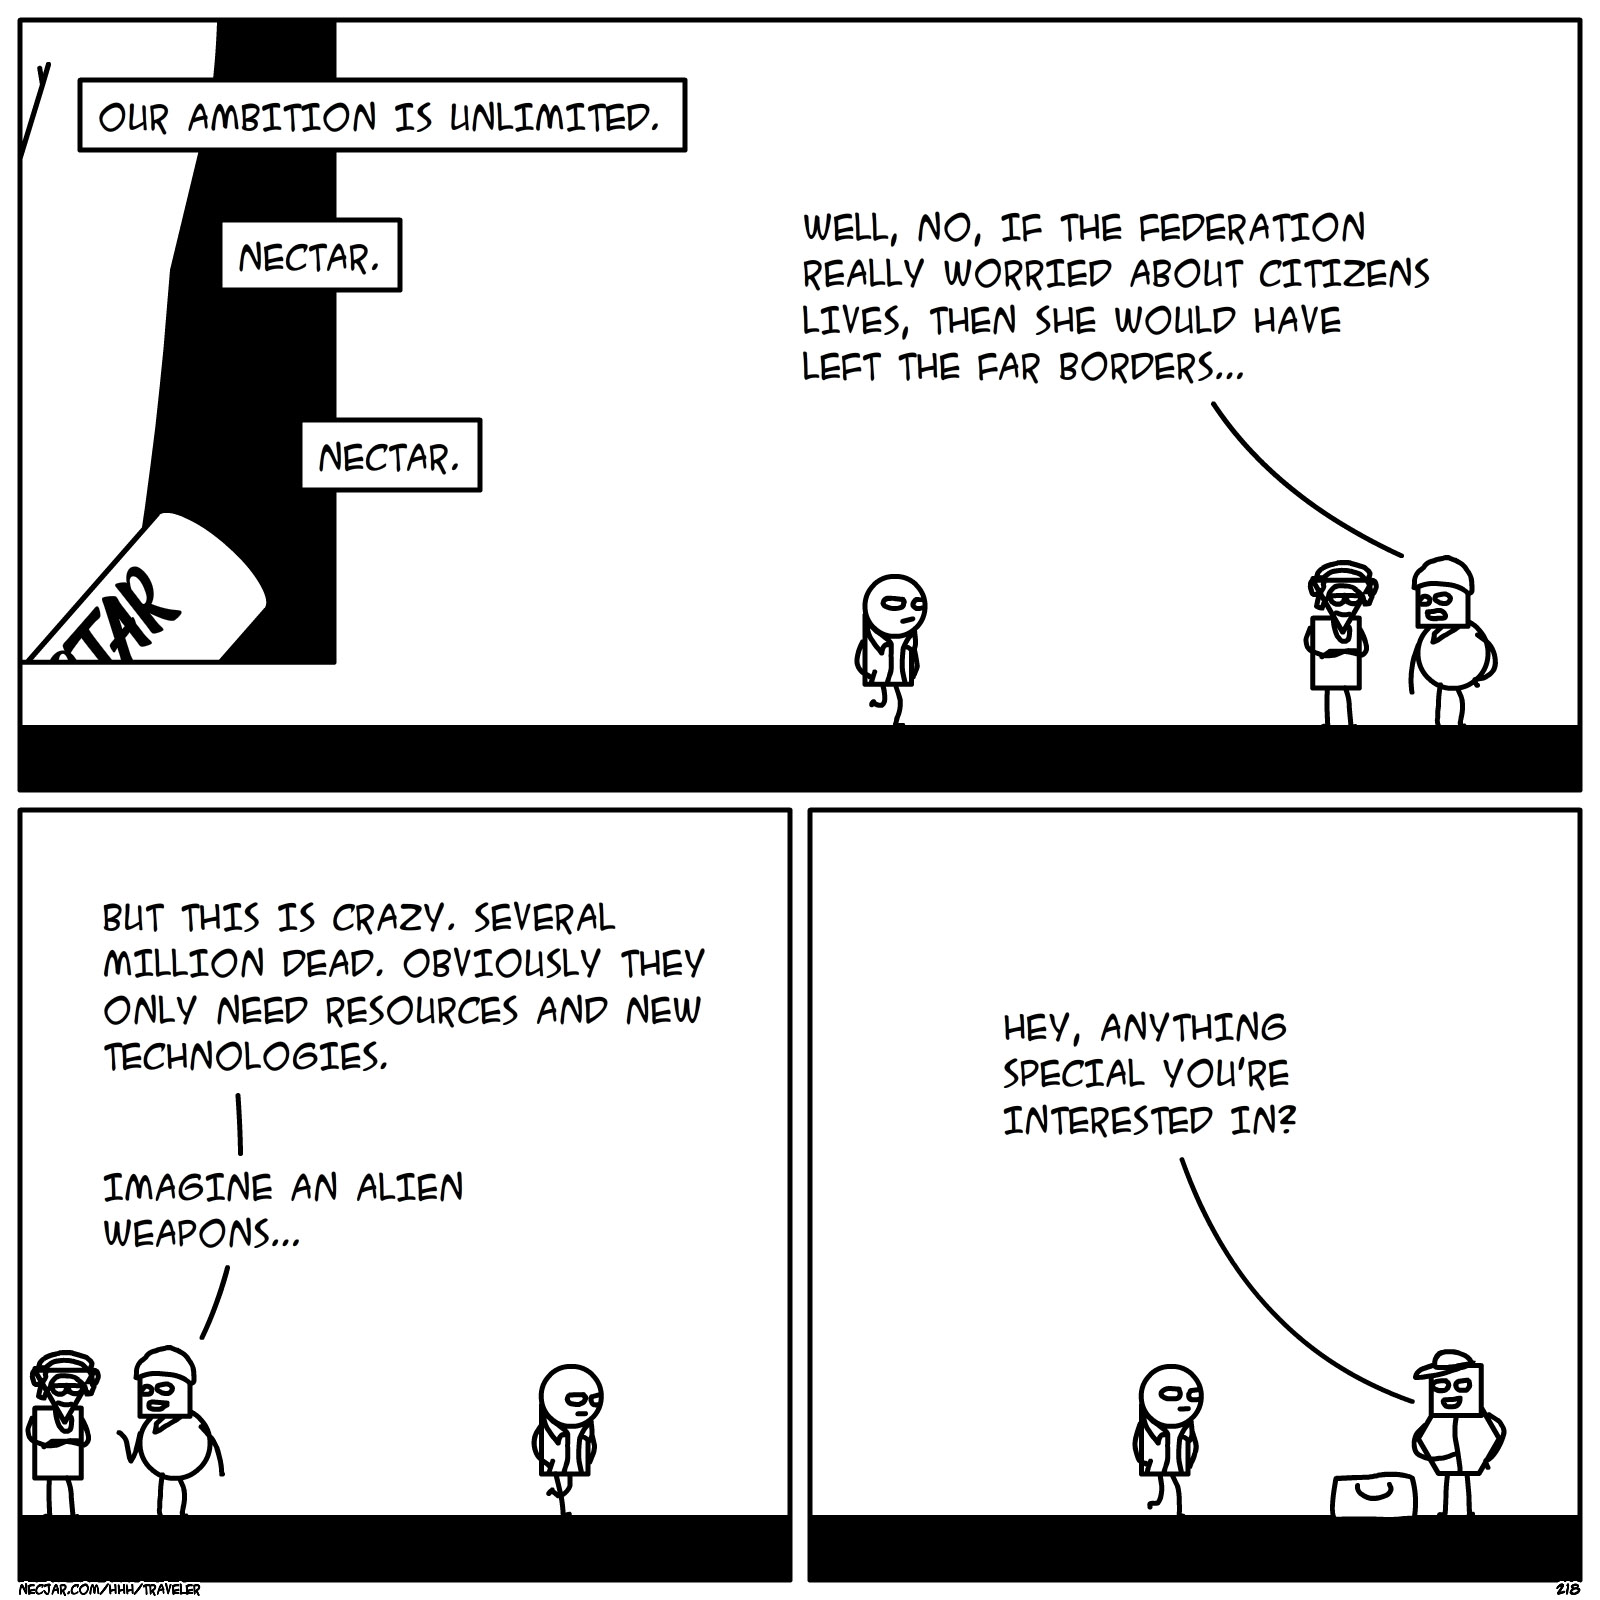 OUR AMBITION IS UNLIMITED.
NECTAR.
NECTAR.
TAR
WELL, NO, IF THE FEDERATION
REALLY WORRIED ABOUT CITIZENS
LIVES, THEN SHE WOULD HAVE
LEFT THE FAR BORDERS...
BUT THIS IS CRAZY. SEVERAL
MILLION DEAD. OBVIOUSLY THEY
ONLY NEED RESOURCES AND NEW
TECHNOLOGIES.
IMAGINE AN ALIEN
WEAPONS...
HEY, ANYTHING
SPECIAL YOU'RE
INTERESTED IN?
NECJAR.COM/HHH/TRAVELER
218